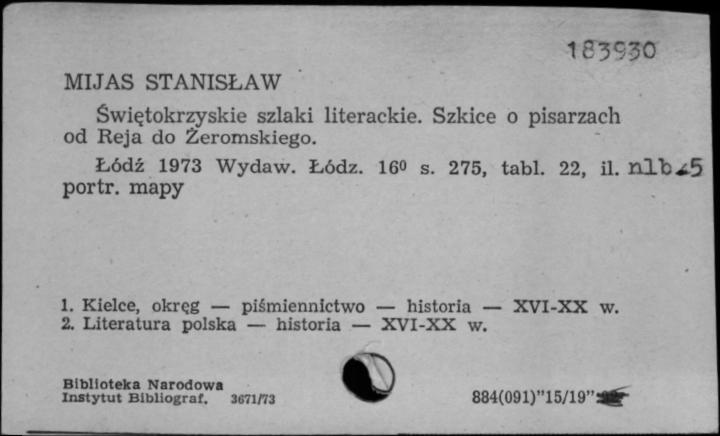 183930
MIJAS STANISŁAW
Świętokrzyskie szlaki literackie. Szkice o pisarzach
od Reja do Żeromskiego.
Łódź 1973 Wydaw. Łódz. 16⁰ s. 275, tabl. 22, il. nlb 5
portr. mapy
1. Kielce, okręg — piśmiennictwo — historia — XVI-XX w.
2. Literatura polska — historia — XVI-XX w.
Biblioteka Narodowa
Instytut Bibliograf. 3671/73
884(091)"15/19"